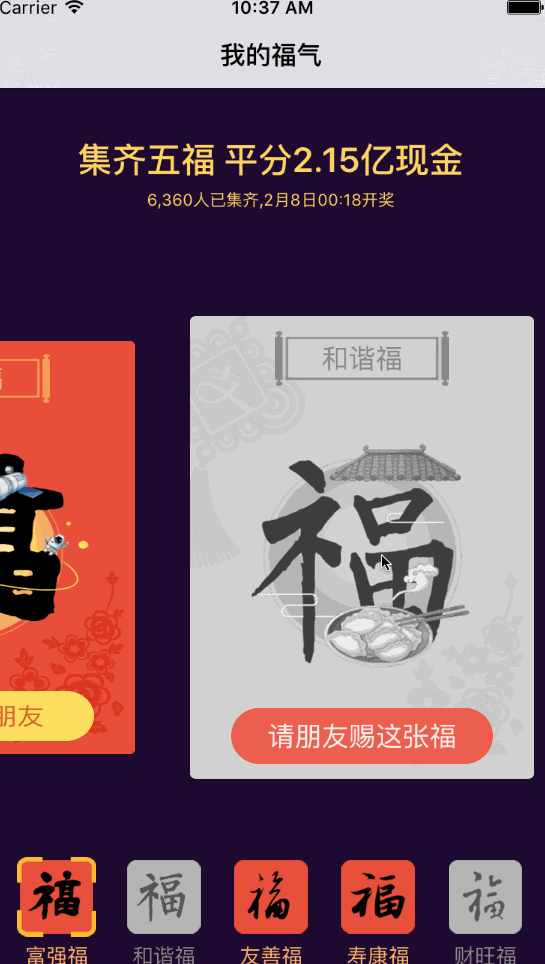 Carrier 10:37 AM
我的福气
集齐五福 平分2.15亿现金
6,360人已集齐,2月8日00:18开奖
福
和谐福
福
朋友
请朋友赐这张福
福 福 福 福 福
富强福 和谐福 友善福 寿康福 财旺福